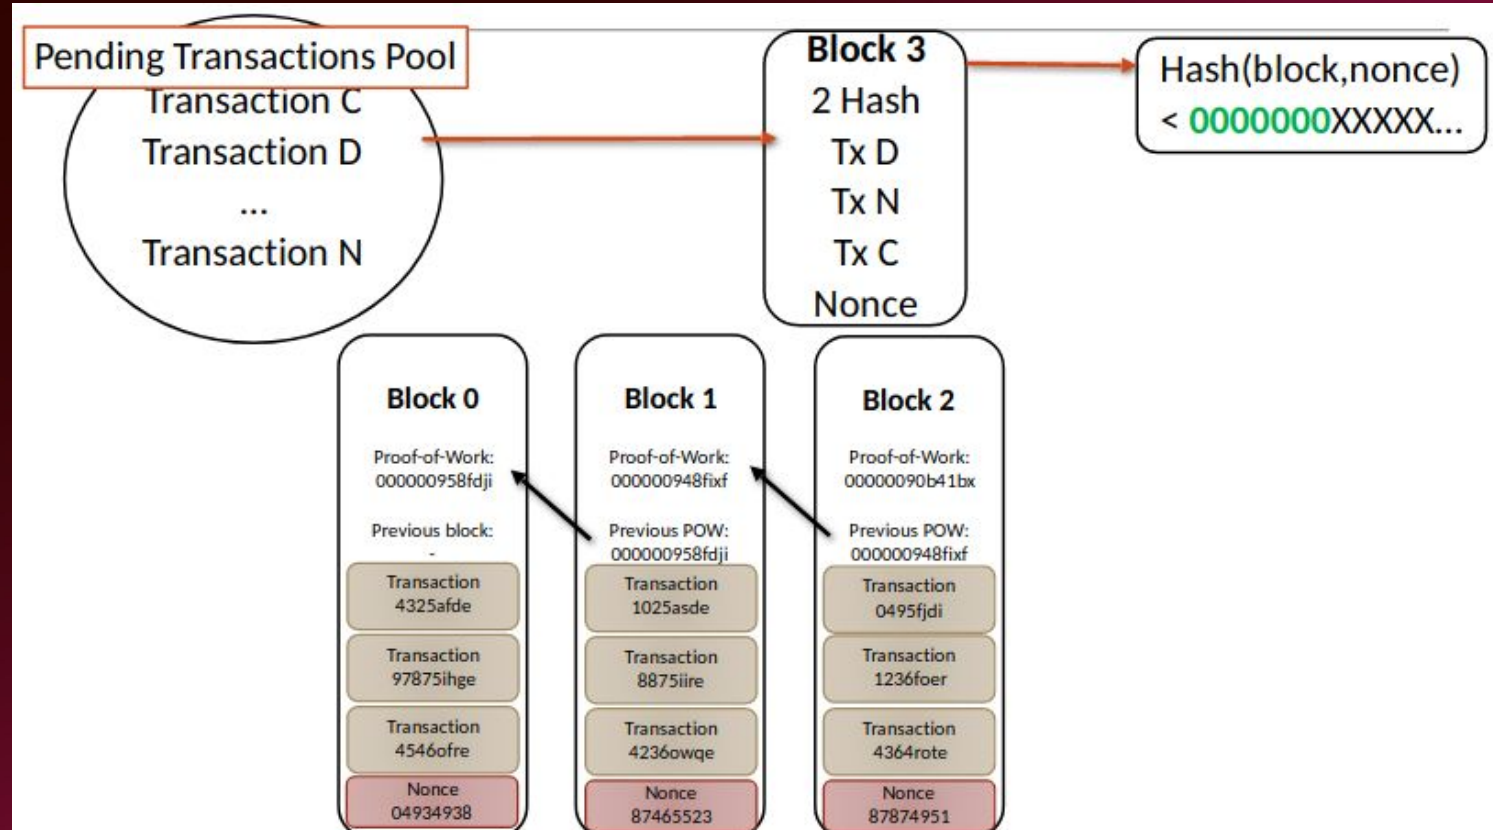 Pending Transactions Pool
Transaction C
Transaction D
...
Transaction N
Block 3
2 Hash
Tx D
Tx N
Tx C
Nonce
Hash(block,nonce)
< 0000000XXXXX...
Block 0
Proof-of-Work:
000000958fdji
Previous block:
-
Transaction
4325afde
Transaction
97875ihge
Transaction
4546ofre
Nonce
04934938
Block 1
Proof-of-Work:
000000948fixf
Previous POW:
000000958fdji
Transaction
1025asde
Transaction
8875iire
Transaction
4236owqe
Nonce
87465523
Block 2
Proof-of-Work:
00000090b41bx
Previous POW:
000000948fixf
Transaction
0495fjdi
Transaction
1236foer
Transaction
4364rote
Nonce
87874951